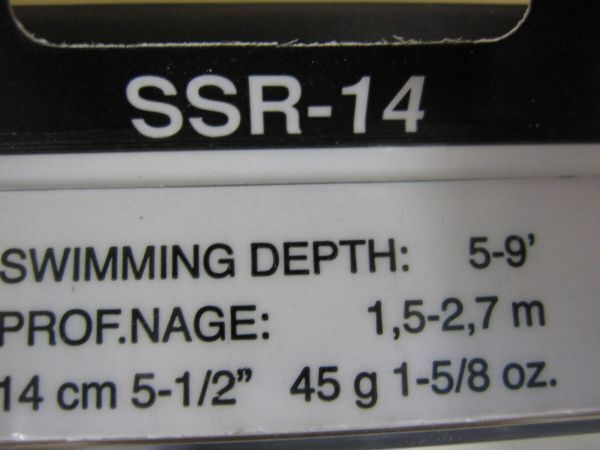 SSR-14
SWIMMING DEPTH: 5-9'
PROF.NAGE: 1,5-2,7 m
14 cm 5-1/2" 45 g 1-5/8 oz.